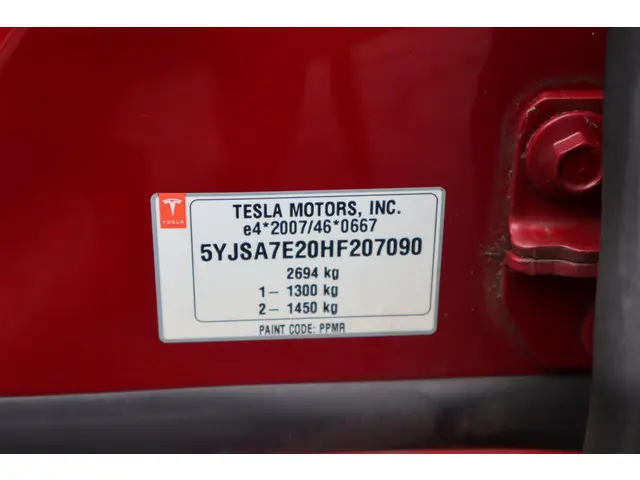 TESLA
TESLA MOTORS, INC.
e4*2007/46*0667
5YJSA7E20HF207090
2694 kg
1– 1300 kg
2– 1450 kg
PAINT CODE: PPMR